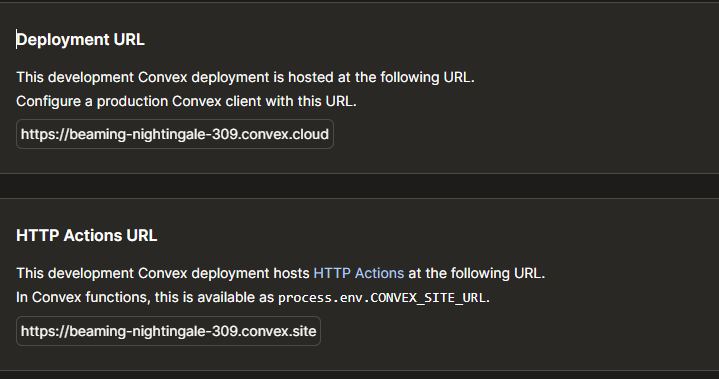 Deployment URL
This development Convex deployment is hosted at the following URL.
Configure a production Convex client with this URL.
https://beaming-nightingale-309.convex.cloud
HTTP Actions URL
This development Convex deployment hosts HTTP Actions at the following URL.
In Convex functions, this is available as process.env.CONVEX_SITE_URL.
https://beaming-nightingale-309.convex.site